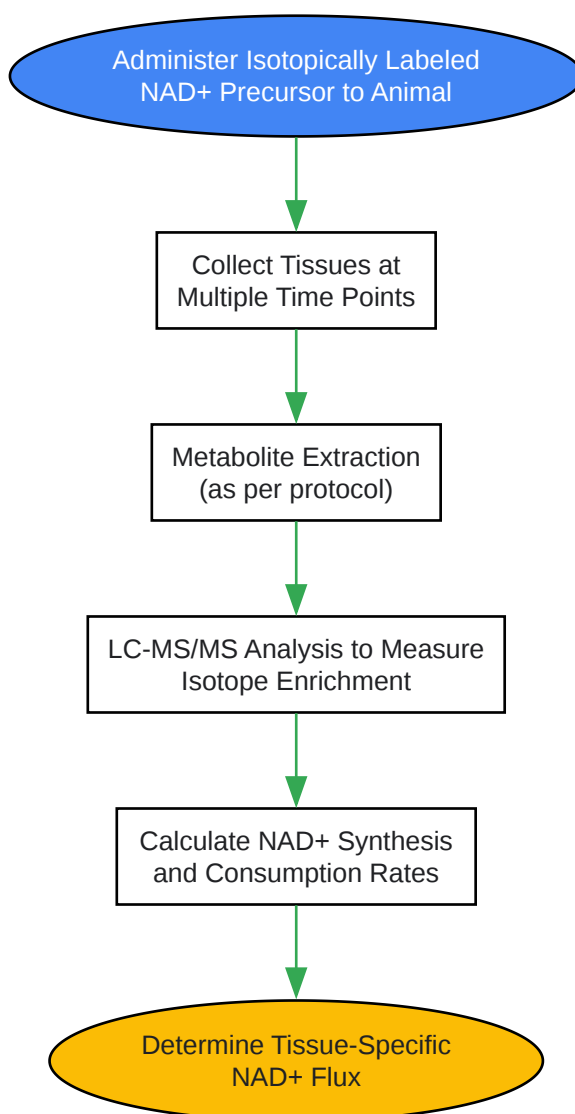 Administer Isotopically Labeled
NAD+ Precursor to Animal
Collect Tissues at
Multiple Time Points
Metabolite Extraction
(as per protocol)
LC-MS/MS Analysis to Measure
Isotope Enrichment
Calculate NAD+ Synthesis
and Consumption Rates
Determine Tissue-Specific
NAD+ Flux